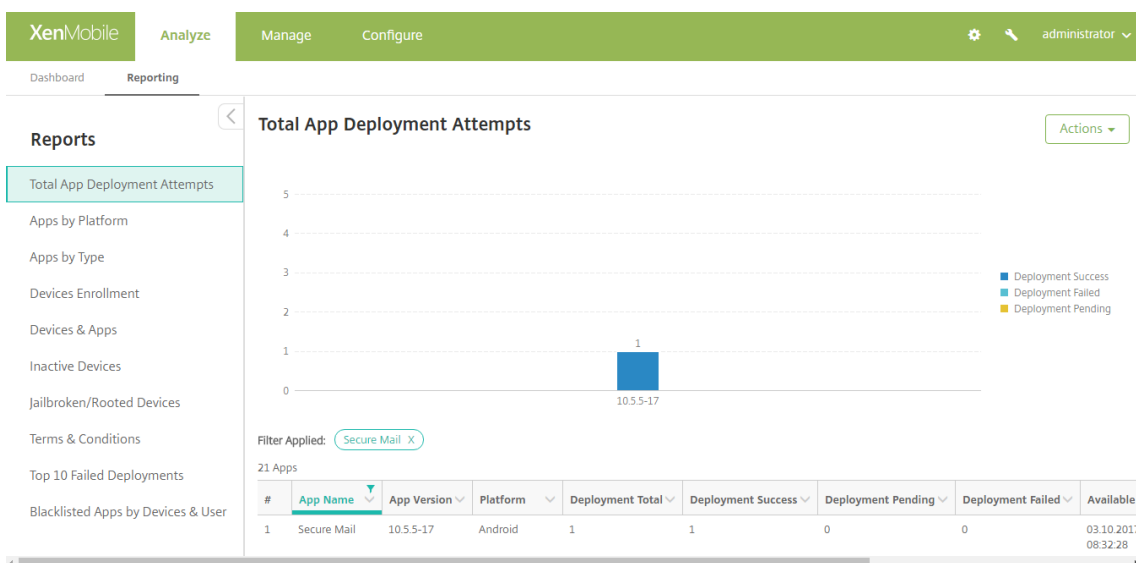 XenMobile Analyze Manage Configure administrator
Dashboard Reporting
Reports
Total App Deployment Attempts
Apps by Platform
Apps by Type
Devices Enrollment
Devices & Apps
Inactive Devices
Jailbroken/Rooted Devices
Terms & Conditions
Top 10 Failed Deployments
Blacklisted Apps by Devices & User
Total App Deployment Attempts
Actions
5
4
3
2
1
0
1
10.5.5-17
Deployment Success
Deployment Failed
Deployment Pending
Filter Applied: Secure Mail X
21 Apps
# App Name App Version Platform Deployment Total Deployment Success Deployment Pending Deployment Failed Available
1 Secure Mail 10.5.5-17 Android 1 1 0 0 03.10.2017
08:32:28